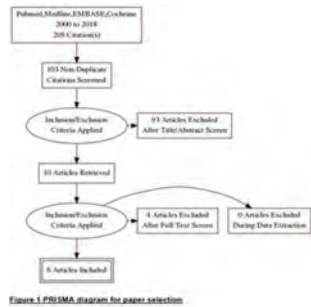 Pubmed,Medline,EMBASE,Cochrane
2000 to 2018
205 Citation(s)
103 Non-Duplicate
Citations Screened
Inclusion/Exclusion
Criteria Applied
93 Articles Excluded
After Title/Abstract Screen
10 Articles Retrieved
Inclusion/Exclusion
Criteria Applied
4 Articles Excluded
After Full Text Screen
0 Articles Excluded
During Data Extraction
6 Articles Included
Figure 1 PRISMA diagram for paper selection